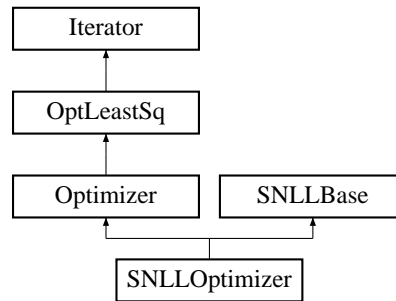 Iterator
OptLeastSq
Optimizer
SNLLBase
SNLLOptimizer